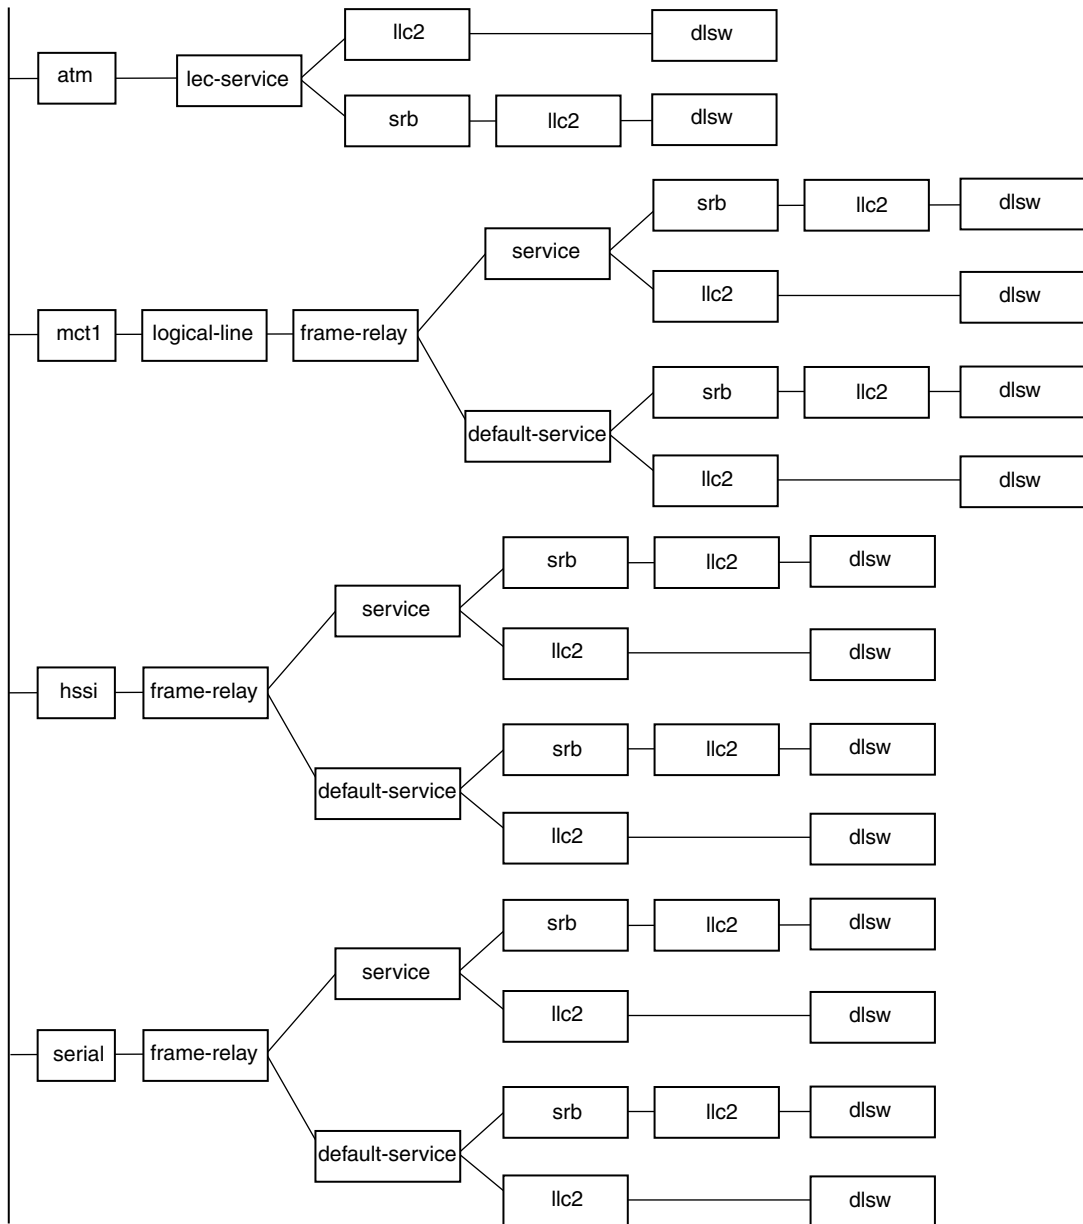 llc2 dlsw
atm lec-service
srb llc2 dlsw
srb llc2 dlsw
service
llc2 dlsw
mct1 logical-line frame-relay
srb llc2 dlsw
default-service
llc2 dlsw
srb llc2 dlsw
service
llc2 dlsw
hssi frame-relay
srb llc2 dlsw
default-service
llc2 dlsw
srb llc2 dlsw
service
llc2 dlsw
serial frame-relay
srb llc2 dlsw
default-service
llc2 dlsw